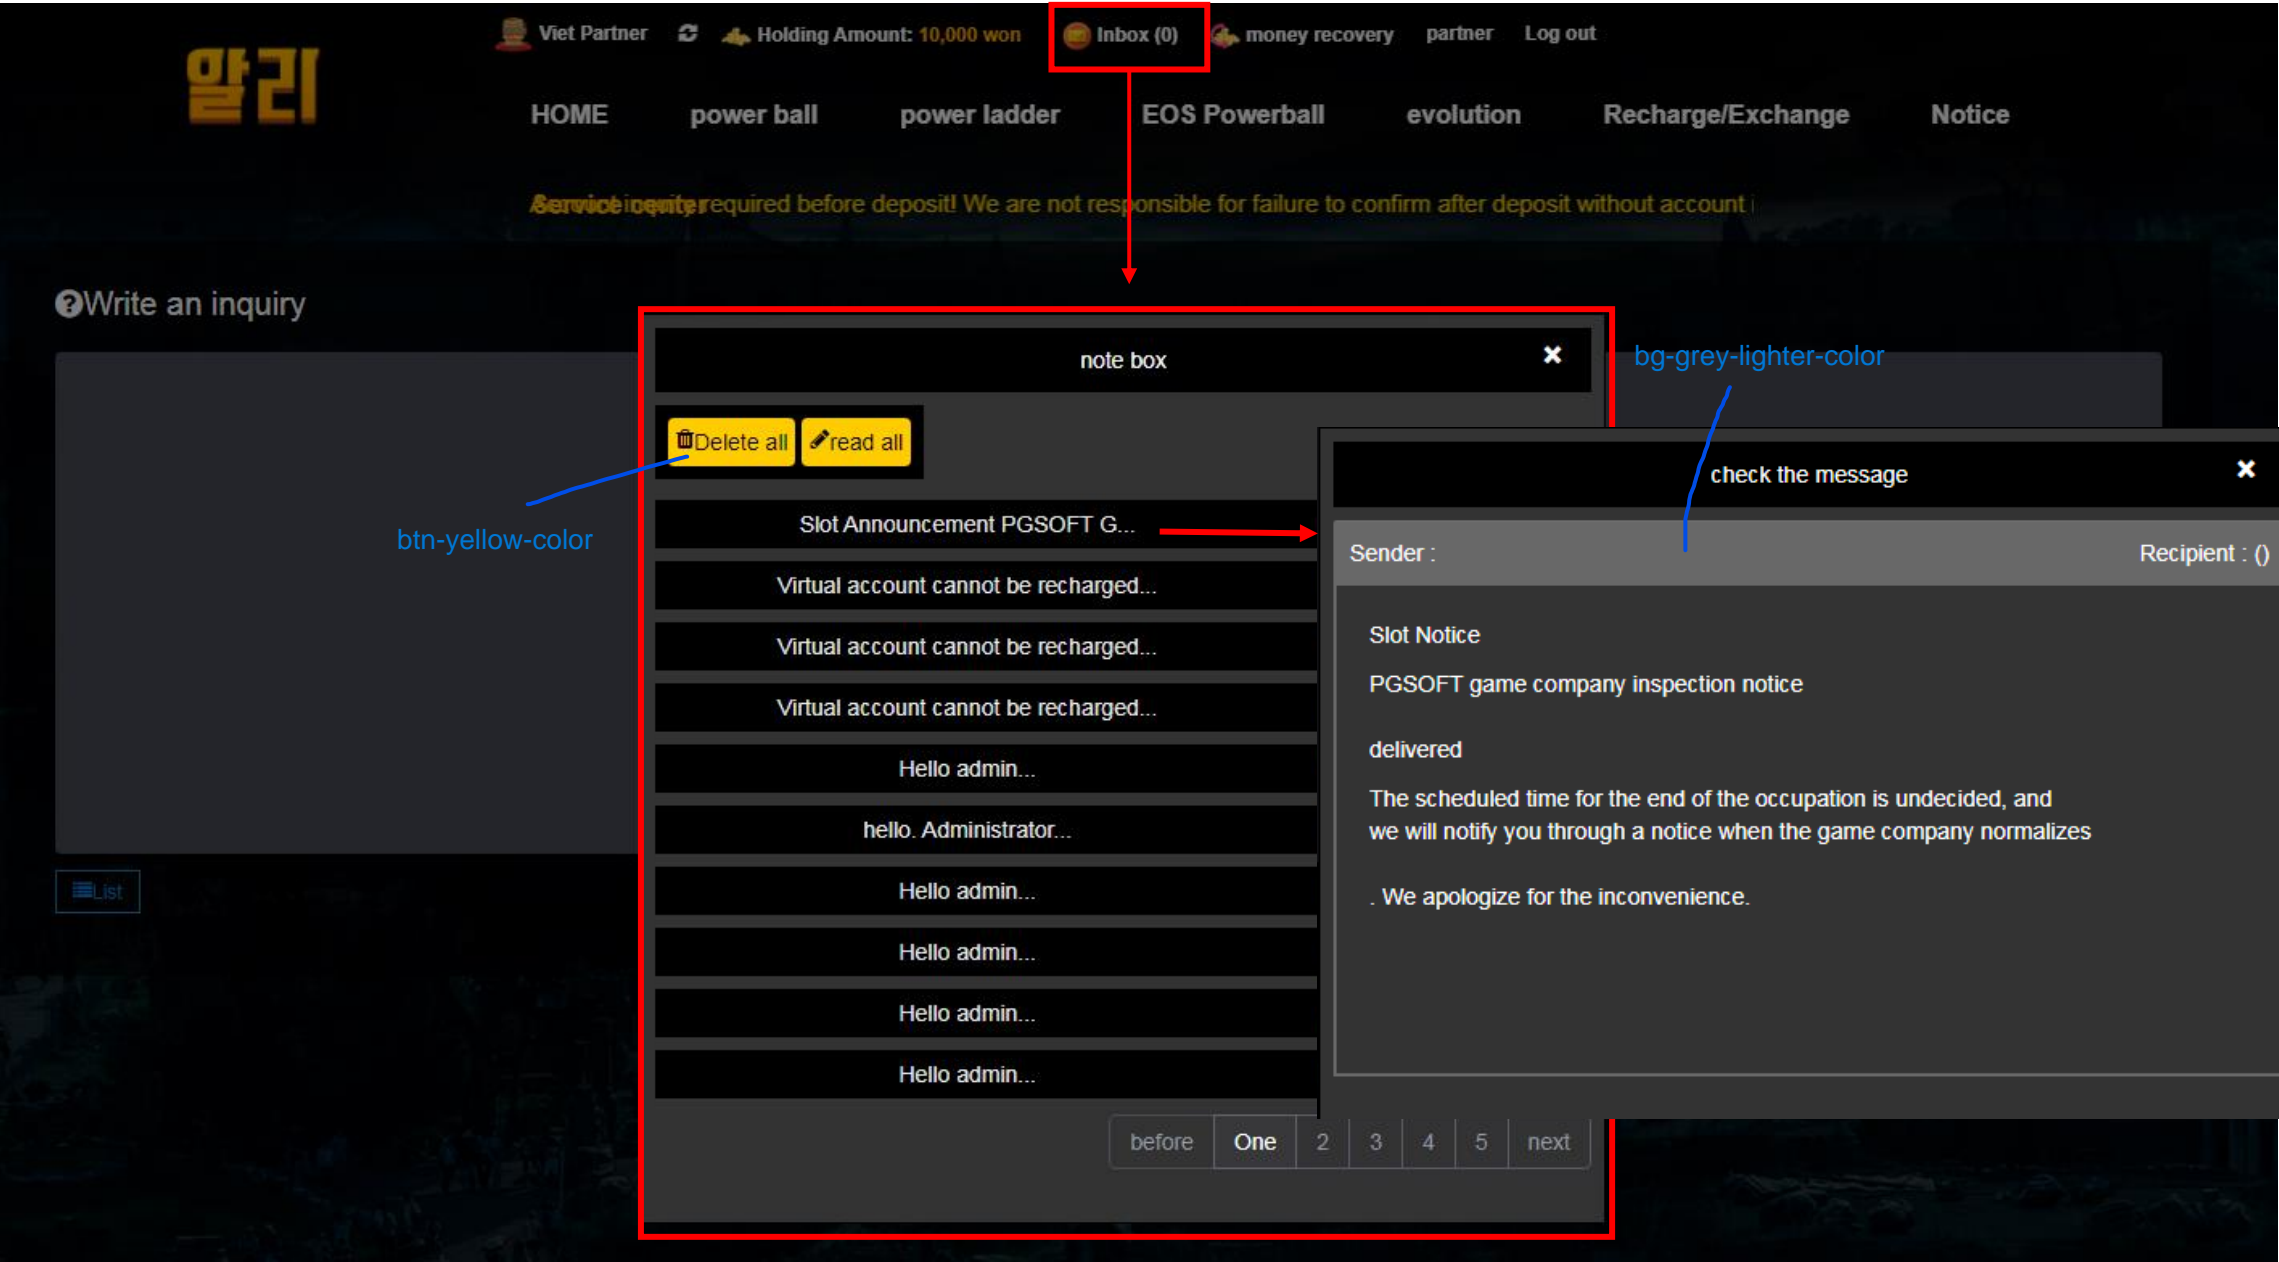 Viet Partner Holding Amount: 10,000 won Inbox (0) money recovery partner Log out
알리
HOME power ball power ladder EOS Powerball evolution Recharge/Exchange Notice
Service center required before deposit! We are not responsible for failure to confirm after deposit without account
Write an inquiry
note box
bg-grey-lighter-color
Delete all read all
btn-yellow-color
Slot Announcement PGSOFT G...
Virtual account cannot be recharged...
Virtual account cannot be recharged...
Virtual account cannot be recharged...
Hello admin...
hello. Administrator...
Hello admin...
Hello admin...
Hello admin...
Hello admin...
before One 2 3 4 5 next
check the message
Sender : Recipient : ()
Slot Notice
PGSOFT game company inspection notice
delivered
The scheduled time for the end of the occupation is undecided, and
we will notify you through a notice when the game company normalizes
. We apologize for the inconvenience.
List